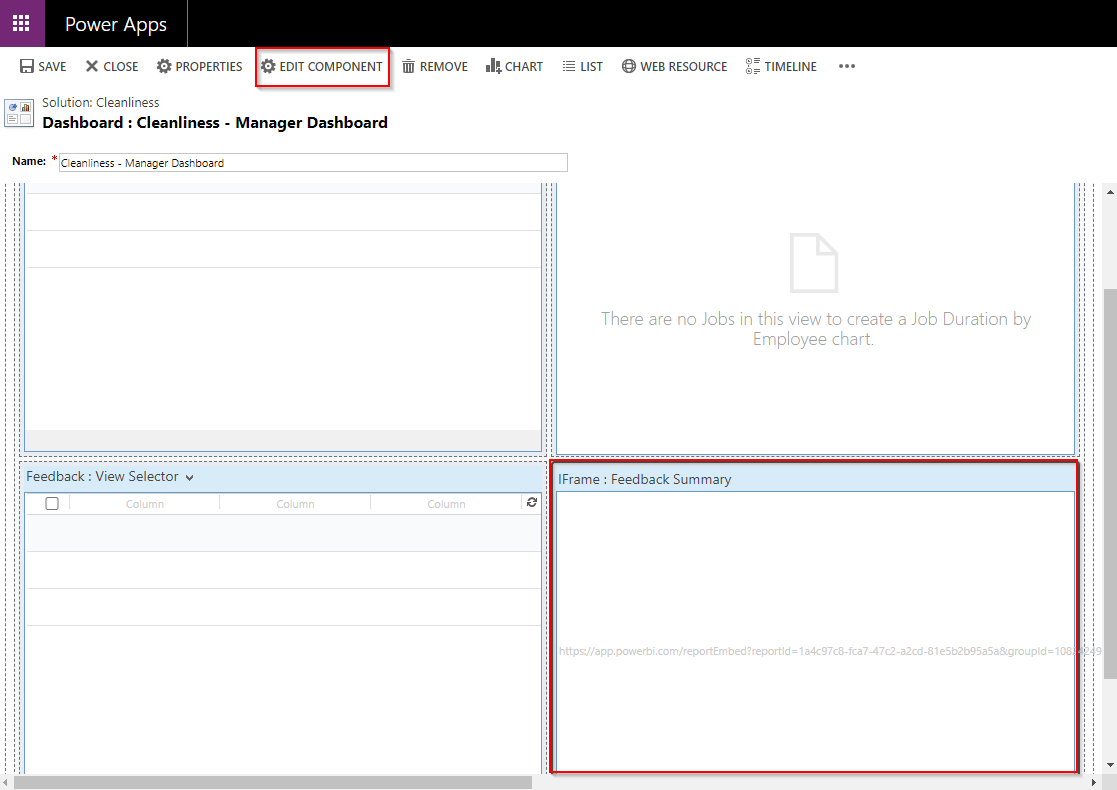 Power Apps
SAVE CLOSE PROPERTIES EDIT COMPONENT REMOVE CHART LIST WEB RESOURCE TIMELINE •••
Solution: Cleanliness
Dashboard : Cleanliness - Manager Dashboard
Name: * Cleanliness - Manager Dashboard
There are no Jobs in this view to create a Job Duration by
Employee chart.
Feedback : View Selector
Column Column Column
IFrame : Feedback Summary
https://app.powerbi.com/reportEmbed?reportId=1a4c97c8-fca7-47c2-a2cd-81e5b2b95a5a&groupId=